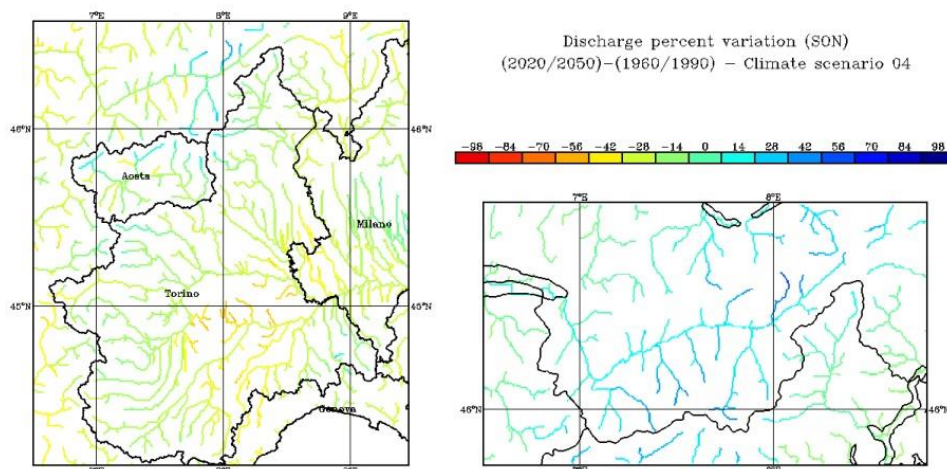 7°E 8°E 9°E
46°N 46°N
Aosta
Milano
45°N Torino 45°N
Genova
Discharge percent variation (SON)
(2020/2050)-(1960/1990) - Climate scenario 04
-98 -84 -70 -56 -42 -28 -14 0 14 28 42 56 70 84 98
7°E 8°E
46°N 46°N